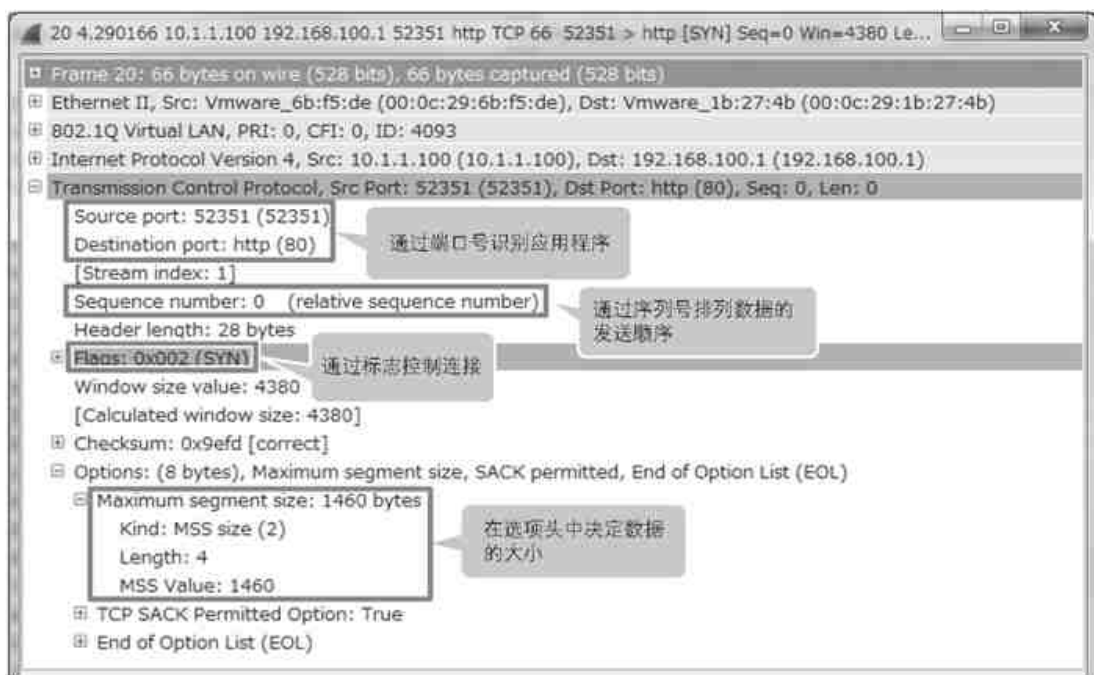 20 4.290166 10.1.1.100 192.168.100.1 52351 http TCP 66 52351 > http [SYN] Seq=0 Win=4380 Le...
Frame 20: 66 bytes on wire (528 bits), 66 bytes captured (528 bits)
Ethernet II, Src: Vmware_6b:f5:de (00:0c:29:6b:f5:de), Dst: Vmware_1b:27:4b (00:0c:29:1b:27:4b)
802.1Q Virtual LAN, PRI: 0, CFI: 0, ID: 4093
Internet Protocol Version 4, Src: 10.1.1.100 (10.1.1.100), Dst: 192.168.100.1 (192.168.100.1)
Transmission Control Protocol, Src Port: 52351 (52351), Dst Port: http (80), Seq: 0, Len: 0
Source port: 52351 (52351)
Destination port: http (80)
通过端口号识别应用程序
[Stream index: 1]
Sequence number: 0 (relative sequence number)
通过序列号排列数据的
发送顺序
Header length: 28 bytes
Flags: 0x002 (SYN)
通过标志控制连接
Window size value: 4380
[Calculated window size: 4380]
Checksum: 0x9efd [correct]
Options: (8 bytes), Maximum segment size, SACK permitted, End of Option List (EOL)
Maximum segment size: 1460 bytes
Kind: MSS size (2)
Length: 4
MSS Value: 1460
在选项头中决定数据
的大小
TCP SACK Permitted Option: True
End of Option List (EOL)